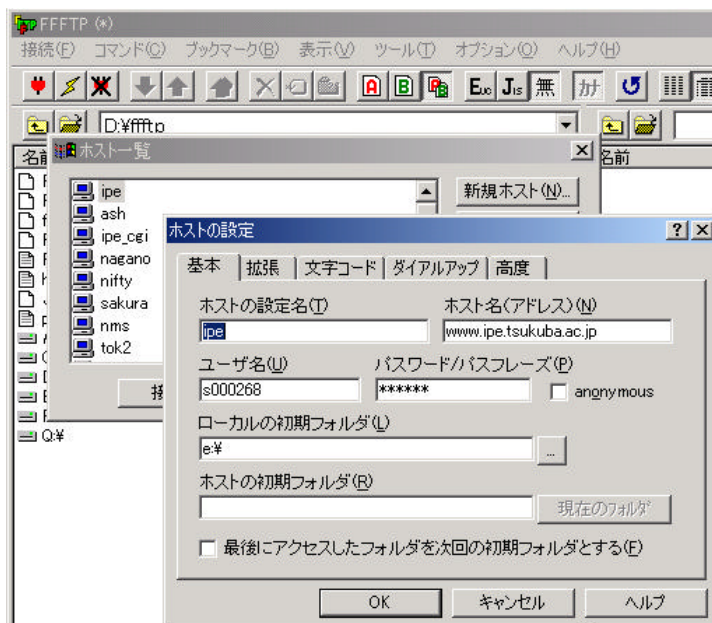 FFFTP (*)
接続(F) コマンド(C) ブックマーク(B) 表示(V) ツール(T) オプション(O) ヘルプ(H)
A B Euc Jis 無 カナ
D:¥ffftp
ホスト一覧
名前
ipe
新規ホスト(N)...
ash
ipe_cgi
nagano
nifty
sakura
nms
tok2
Q:¥
ホストの設定
基本 拡張 文字コード ダイアルアップ 高度
ホストの設定名(T) ホスト名(アドレス)(N)
ipe www.ipe.tsukuba.ac.jp
ユーザ名(U) パスワード/パスフレーズ(P)
s000268 ****** anonymous
ローカルの初期フォルダ(L)
e:¥ ...
ホストの初期フォルダ(R)
現在のフォルダ
最後にアクセスしたフォルダを次回の初期フォルダとする(F)
OK キャンセル ヘルプ